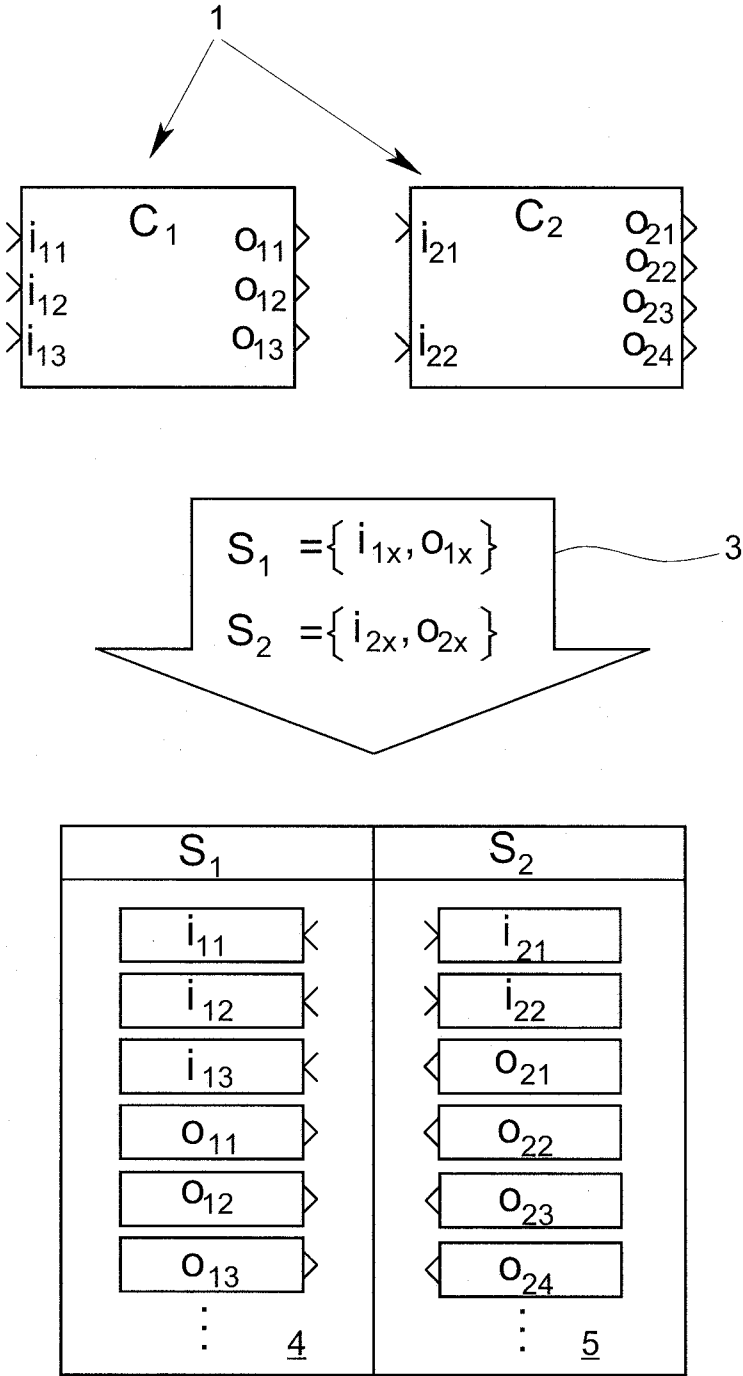 1
C₁ C₂
i₁₁ o₁₁ i₂₁ o₂₁
i₁₂ o₁₂ o₂₂
o₂₃
i₁₃ o₁₃ i₂₂ o₂₄
S₁ ={i₁ₓ,o₁ₓ} 3
S₂ ={i₂ₓ,o₂ₓ}
S₁ S₂
i₁₁ i₂₁
i₁₂ i₂₂
i₁₃ o₂₁
o₁₁ o₂₂
o₁₂ o₂₃
o₁₃ o₂₄
⋮ 4 ⋮ 5